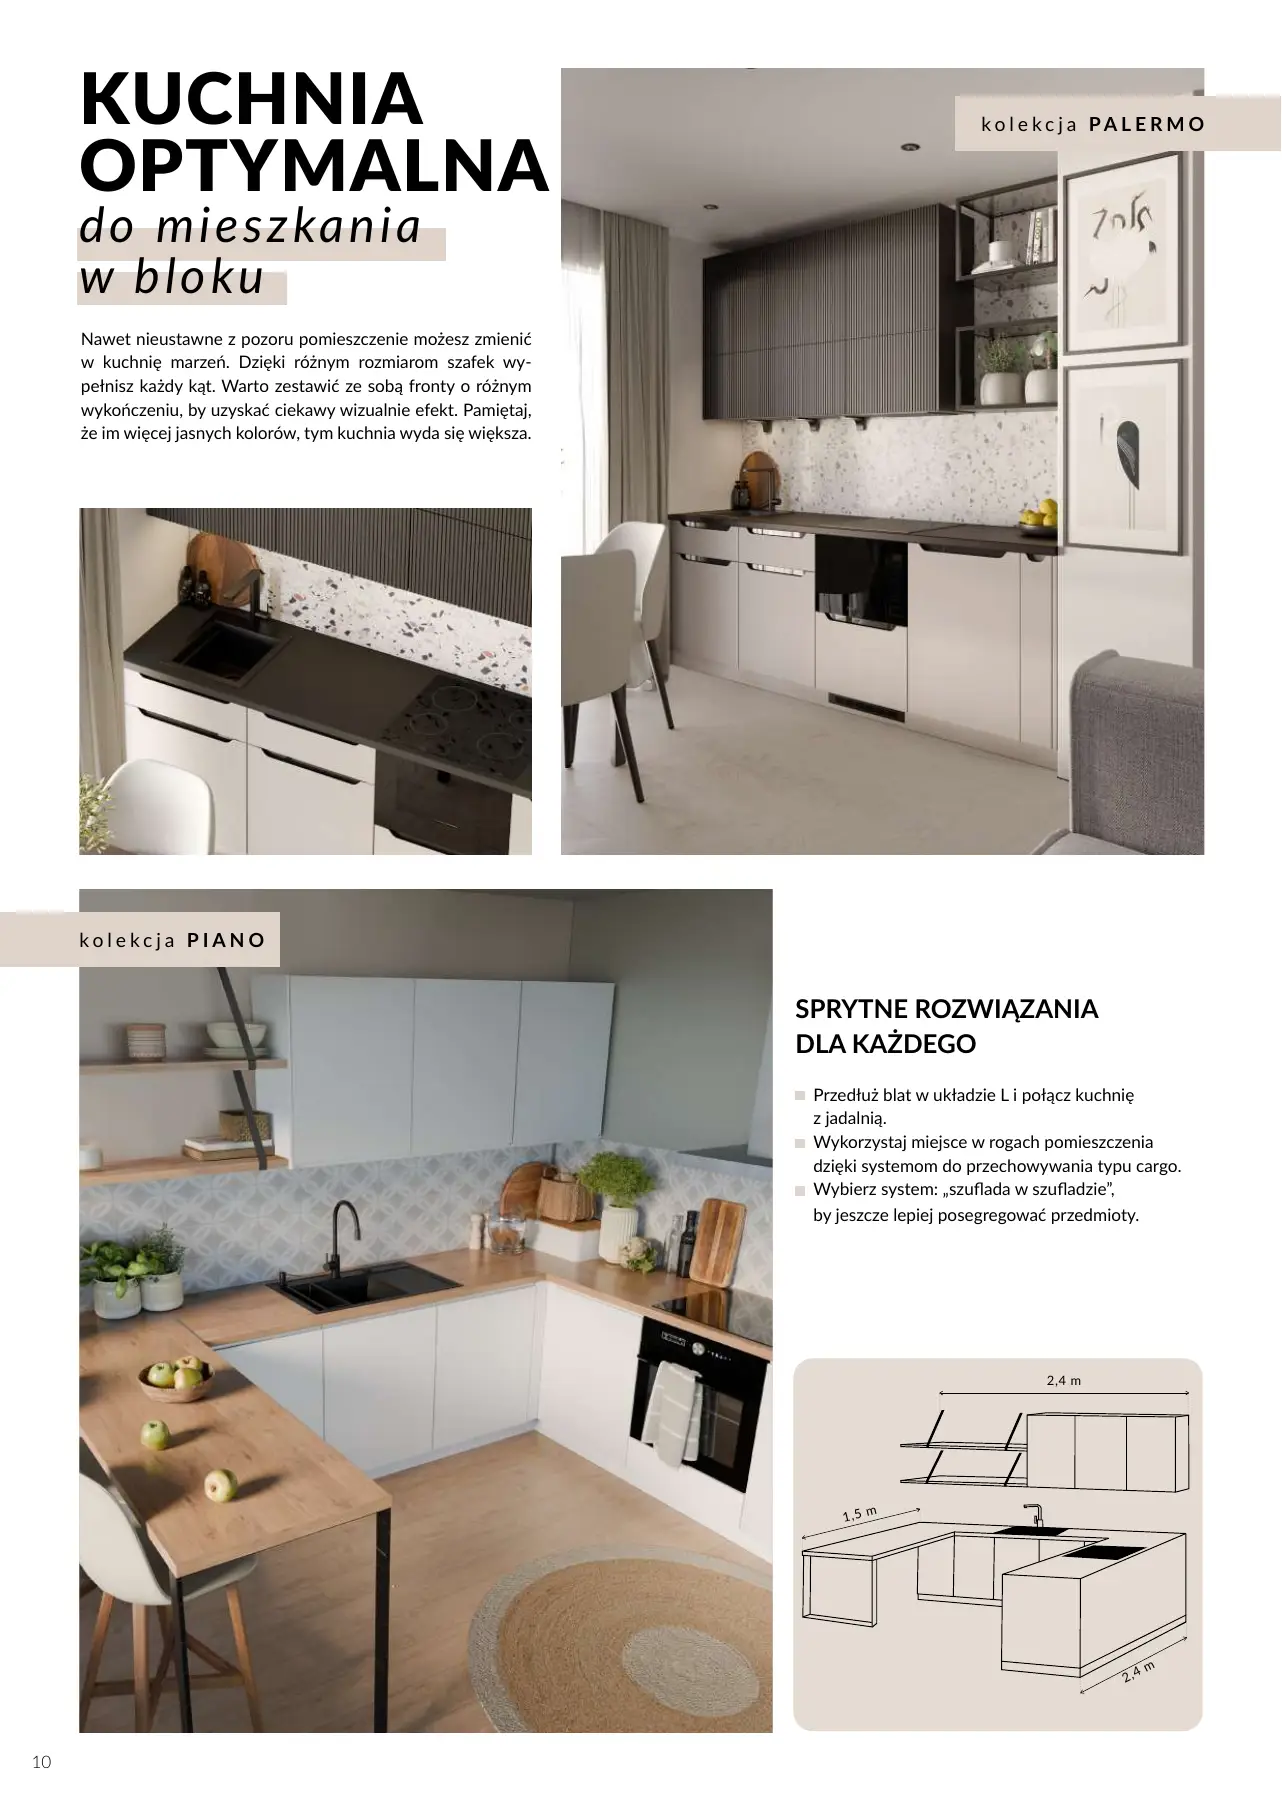 KUCHNIA
OPTYMALNA
do mieszkania
w bloku
Nawet nieustawne z pozoru pomieszczenie możesz zmienić
w kuchnię marzeń. Dzięki różnym rozmiarom szafek wy-
pełnisz każdy kąt. Warto zestawić ze sobą fronty o różnym
wykończeniu, by uzyskać ciekawy wizualnie efekt. Pamiętaj,
że im więcej jasnych kolorów, tym kuchnia wyda się większa.
kolekcja PALERMO
kolekcja PIANO
SPRYTNE ROZWIĄZANIA
DLA KAŻDEGO
Przedłuż blat w układzie L i połącz kuchnię
z jadalnią.
Wykorzystaj miejsce w rogach pomieszczenia
dzięki systemom do przechowywania typu cargo.
Wybierz system: „szuflada w szufladzie”,
by jeszcze lepiej posegregować przedmioty.
2,4 m
1,5 m
2,4 m
10